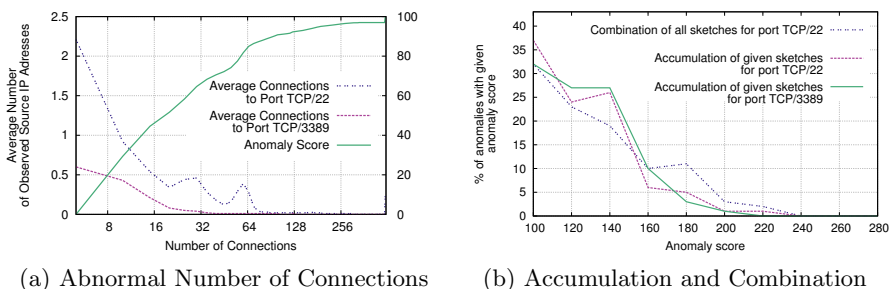 2.5
2
1.5
1
0.5
0
100
80
60
40
20
0
8 16 32 64 128 256
Average Number
of Observed Source IP Adresses
Number of Connections
Average Connections
to Port TCP/22
Average Connections
to Port TCP/3389
Anomaly Score
(a) Abnormal Number of Connections
40
35
30
25
20
15
10
5
0
100 120 140 160 180 200 220 240 260 280
% of anomalies with given
anomaly score
Anomaly score
Combination of all sketches for port TCP/22
Accumulation of given sketches
for port TCP/22
Accumulation of given sketches
for port TCP/3389
(b) Accumulation and Combination